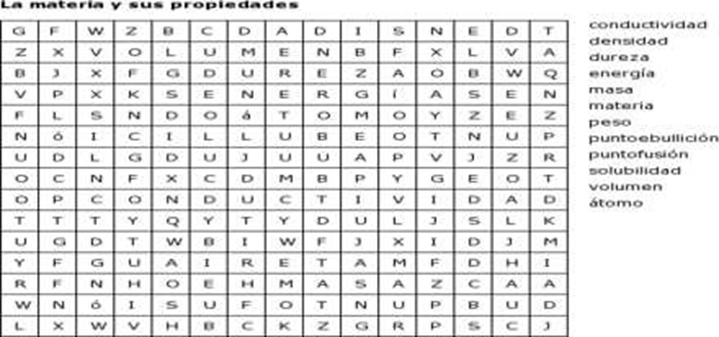 La materia y sus propiedades
G F W Z B C D A D I S N E D T
Z X V O L U M E N B F X L V A
B J X F G D U R E Z A O B W Q
V P X K S E N E R G í A S E N
F L S N D O á T O M O Y Z E Z
N ó I C I L L U B E O T N U P
U D L G D U J U U A P V J Z R
O C N F X C D M B P Y G E O T
O P C O N D U C T I V I D A D
T T T Y Q Y T Y D U L J S L K
U G D T W B I W F J X I D J M
Y F G U A I R E T A M F D H I
R F N H O E H M A S A Z C A A
W N ó I S U F O T N U P B U D
L X W V H B C K Z G R P S C J
conductividad
densidad
dureza
energía
masa
materia
peso
puntoebullición
puntofusión
solubilidad
volumen
átomo